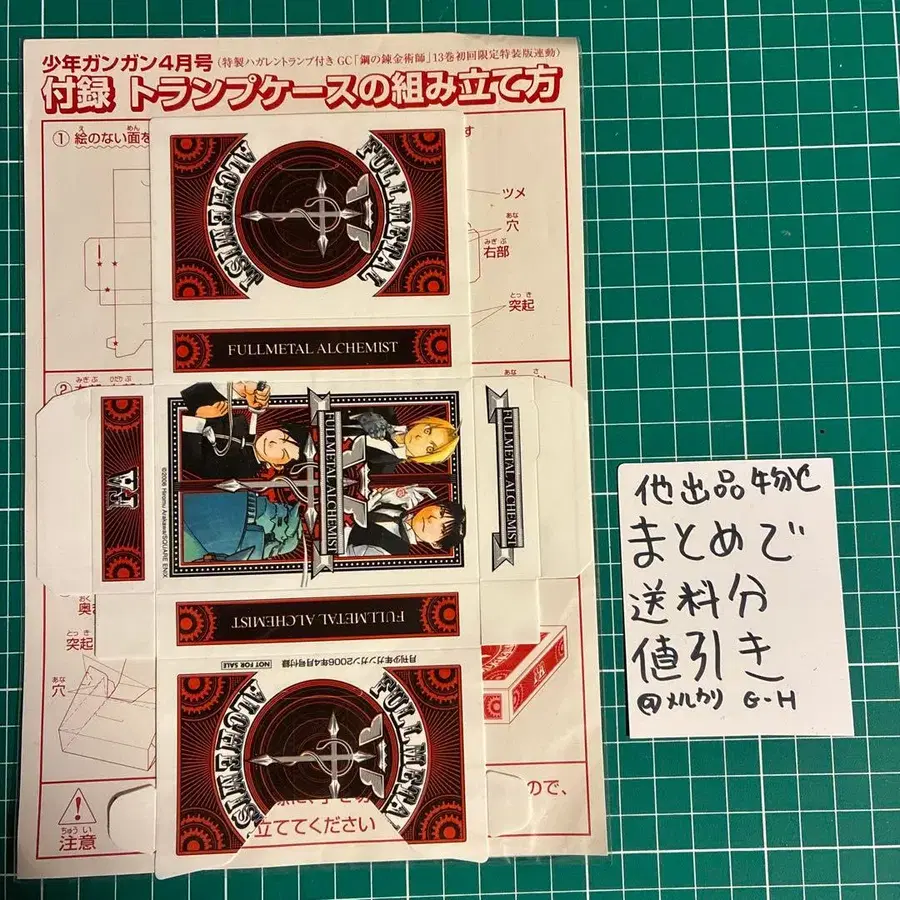 少年ガンガン4月号(特製ハガレントランプ付き GC「鋼の錬金術師」13巻初回限定特装版連動)
付録 トランプケースの組み立て方
① 絵のない面を
す
FULLMETAL
ALCHEMIST
ツメ
穴
右部
突起
FULLMETAL ALCHEMIST
②
FULLMETAL ALCHEMIST
FULLMETAL ALCHEMIST
©2006 Hiromu Arakawa/SQUARE ENIX
FULLMETAL ALCHEMIST
月刊少年ガンガン2006年4月号付録 NOT FOR SALE
突起
穴
FULLMETA
ALCHEMIS
ので、
立ててください
注意
他出品物と
まとめで
送料分
値引き
@メルカリ G-H